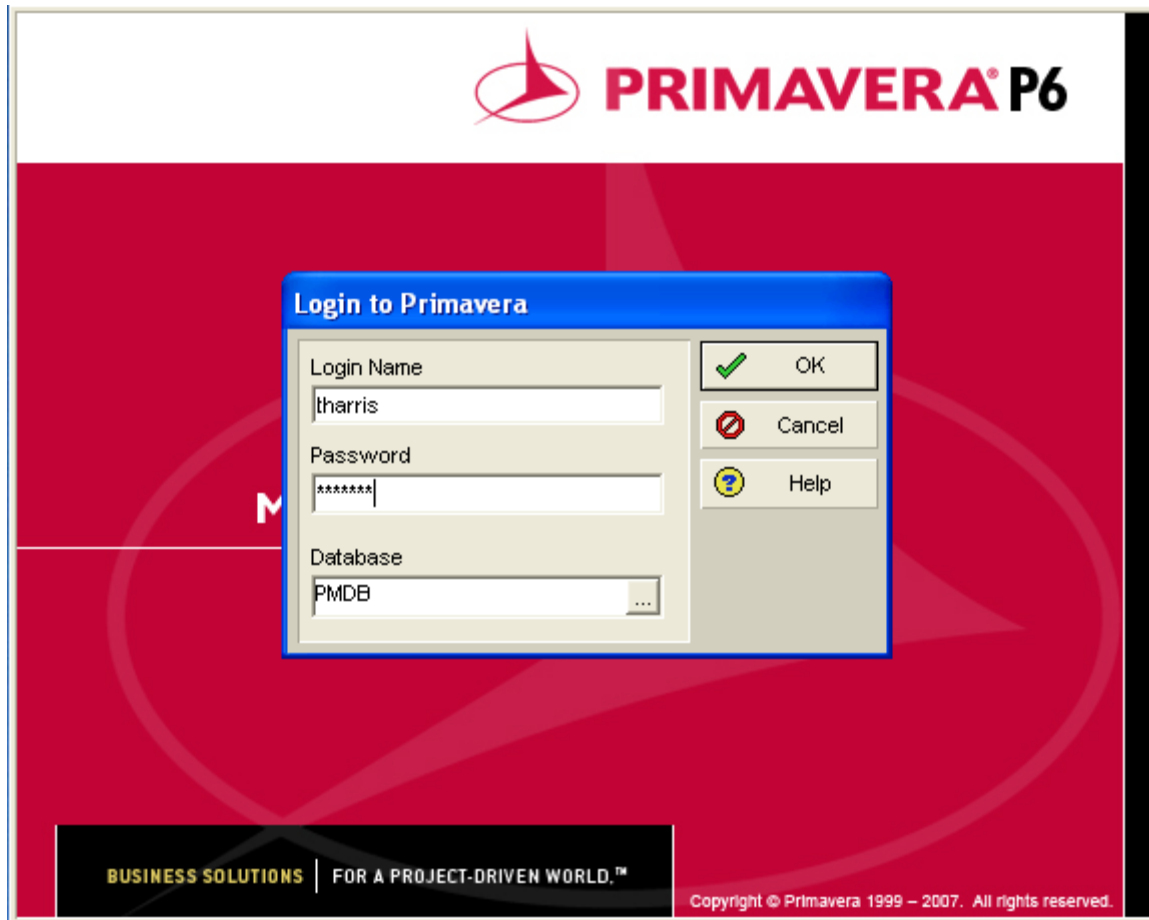 PRIMAVERA® P6
Login to Primavera
Login Name
tharris
OK
Cancel
Password
*******
Help
M
Database
PMDB
...
BUSINESS SOLUTIONS | FOR A PROJECT-DRIVEN WORLD.™
Copyright © Primavera 1999 – 2007. All rights reserved.